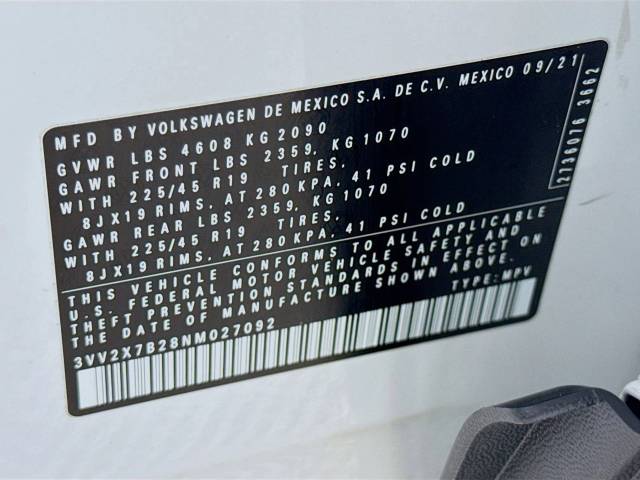 MFD BY VOLKSWAGEN DE MEXICO S.A. DE C.V. MEXICO 09/21
GVWR LBS 4608 KG 2090
GAWR FRONT LBS 2359. KG 1070
WITH 225/45 R19 TIRES.
8JX19 RIMS. AT 280 KPA. 41 PSI COLD
GAWR REAR LBS 2359. KG 1070
WITH 225/45 R19 TIRES.
8JX19 RIMS. AT 280 KPA. 41 PSI COLD
THIS VEHICLE CONFORMS TO ALL APPLICABLE
U.S. FEDERAL MOTOR VEHICLE SAFETY AND
THEFT PREVENTION STANDARDS IN EFFECT ON
THE DATE OF MANUFACTURE SHOWN ABOVE.
TYPE: MPV
3VV2X7B28NM027092
2736076 3662